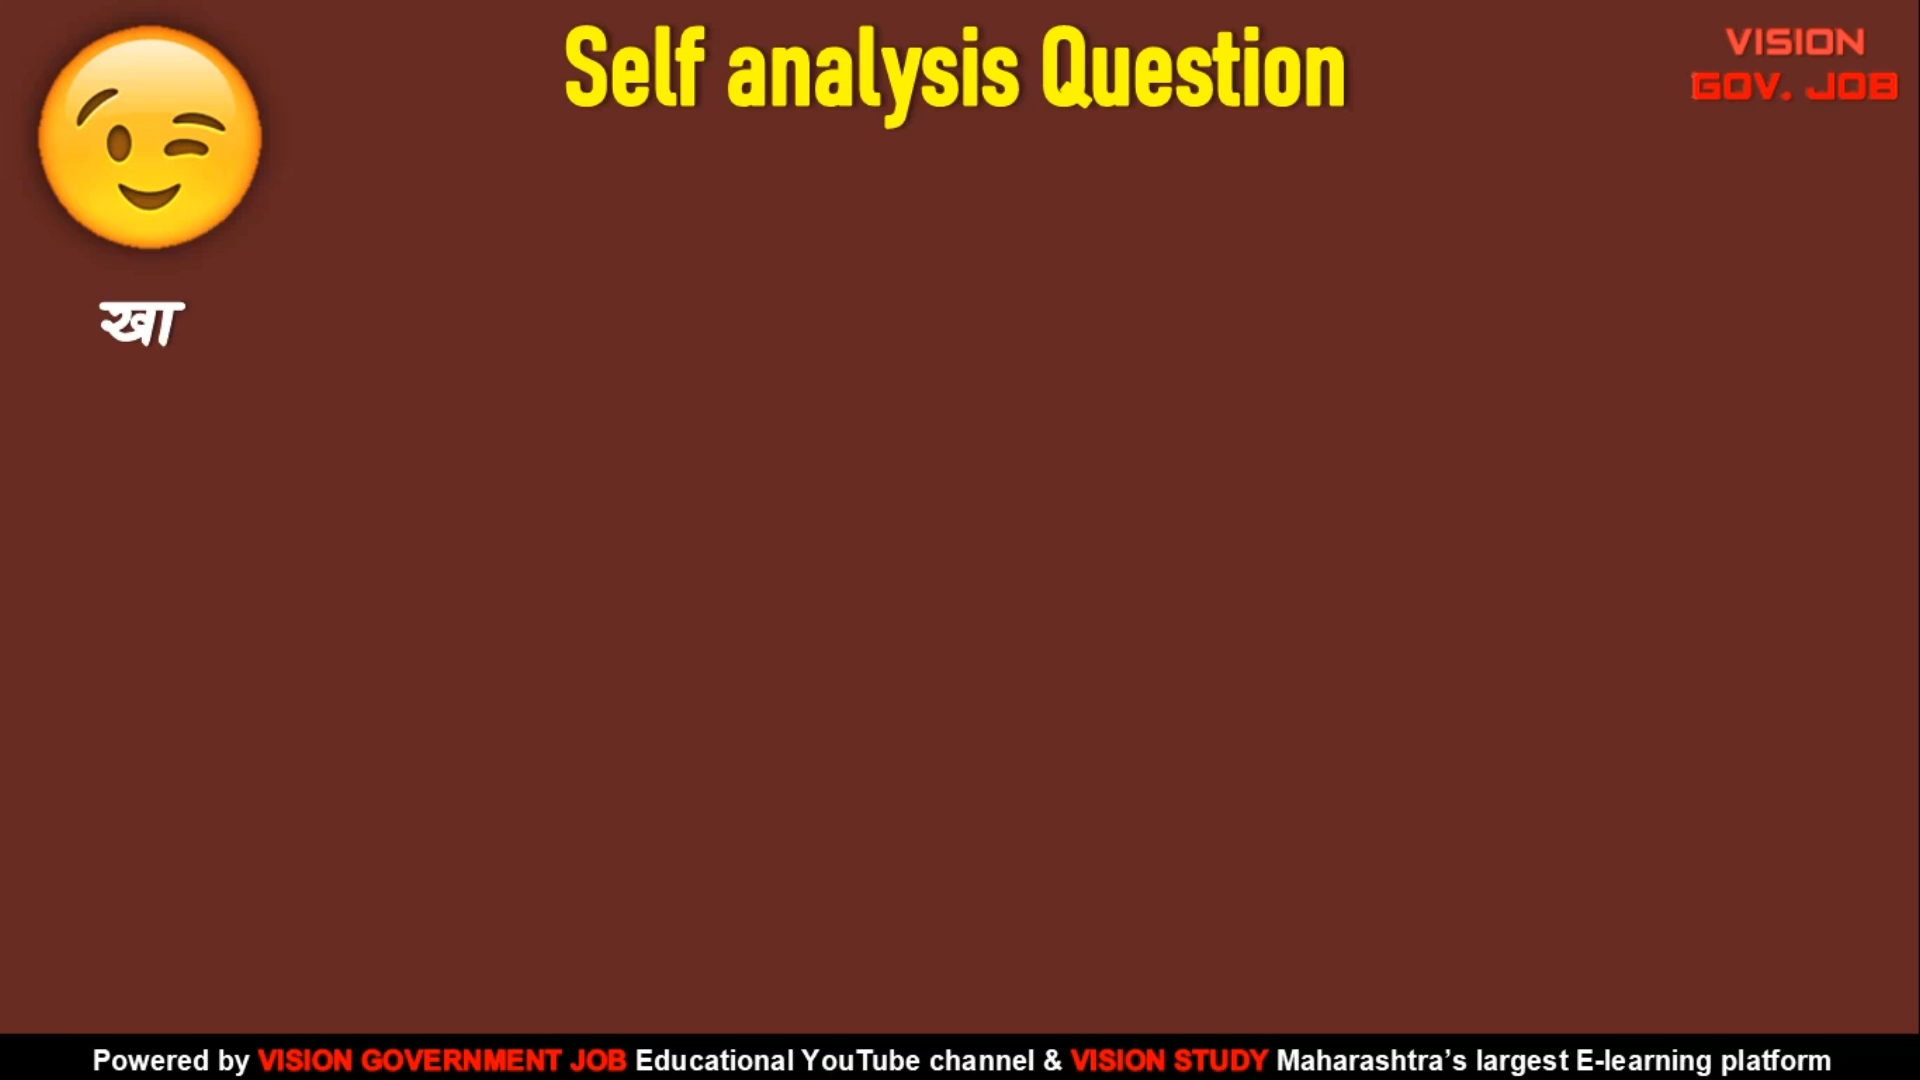 Self analysis Question
VISION
GOV. JOB
खा
Powered by VISION GOVERNMENT JOB Educational YouTube channel & VISION STUDY Maharashtra’s largest E-learning platform